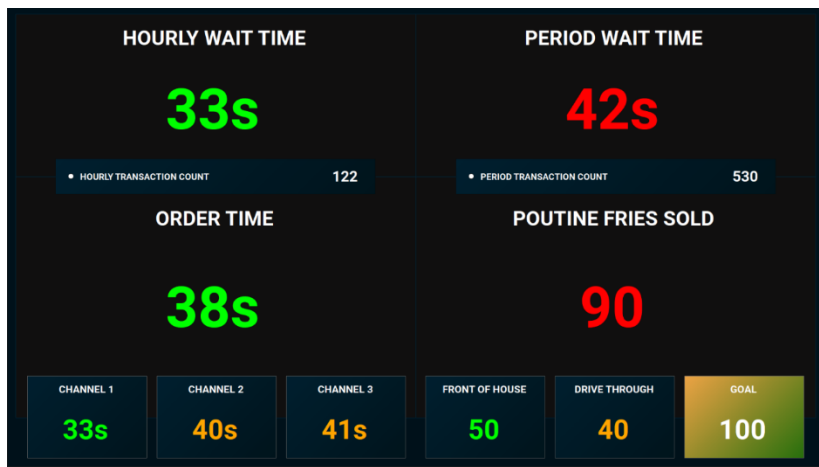 HOURLY WAIT TIME
33s
HOURLY TRANSACTION COUNT 122
PERIOD WAIT TIME
42s
PERIOD TRANSACTION COUNT 530
ORDER TIME
38s
CHANNEL 1
33s
CHANNEL 2
40s
CHANNEL 3
41s
POUTINE FRIES SOLD
90
FRONT OF HOUSE
50
DRIVE THROUGH
40
GOAL
100